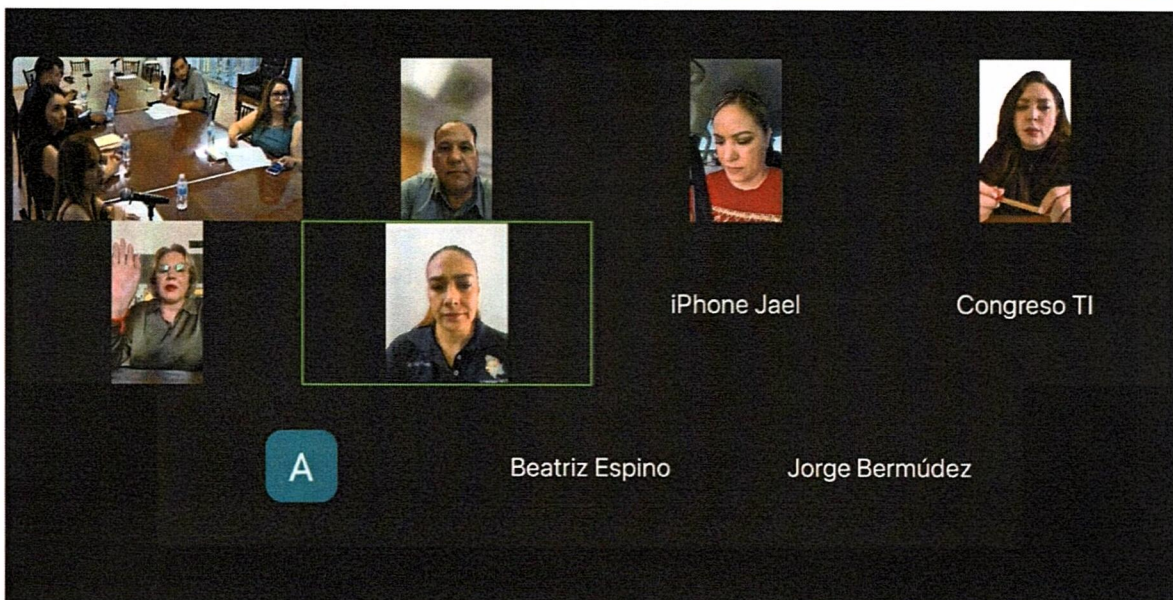 iPhone Jael
Congreso TI
A
Beatriz Espino
Jorge Bermúdez